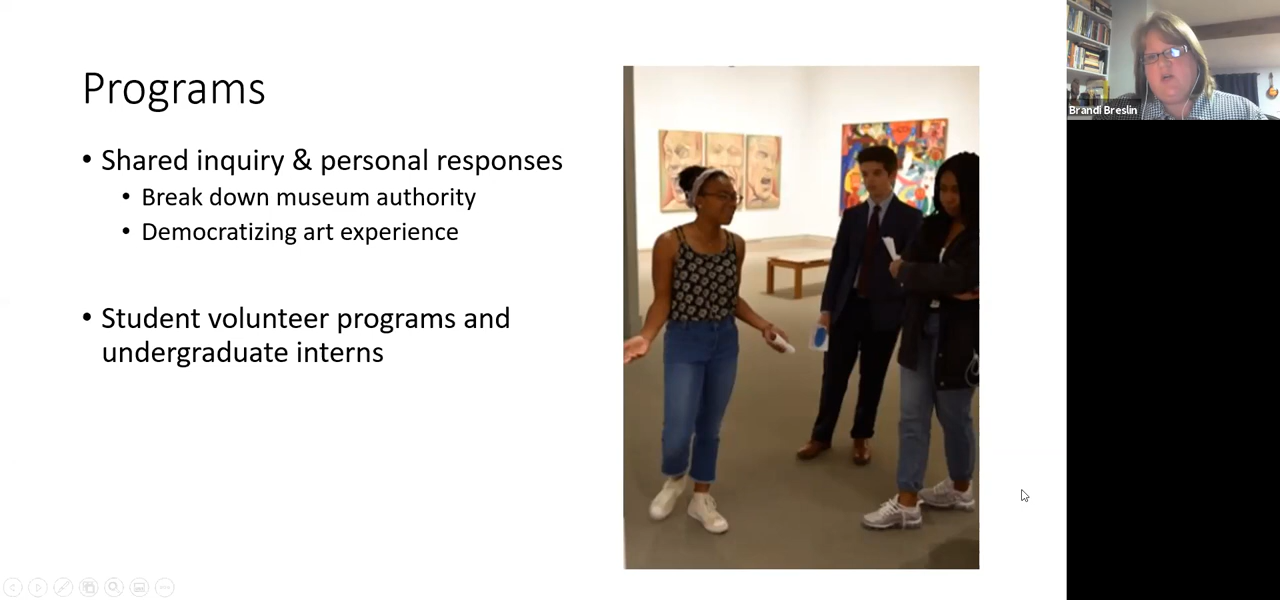 Programs
• Shared inquiry & personal responses
• Break down museum authority
• Democratizing art experience
• Student volunteer programs and
undergraduate interns
Brandi Breslin